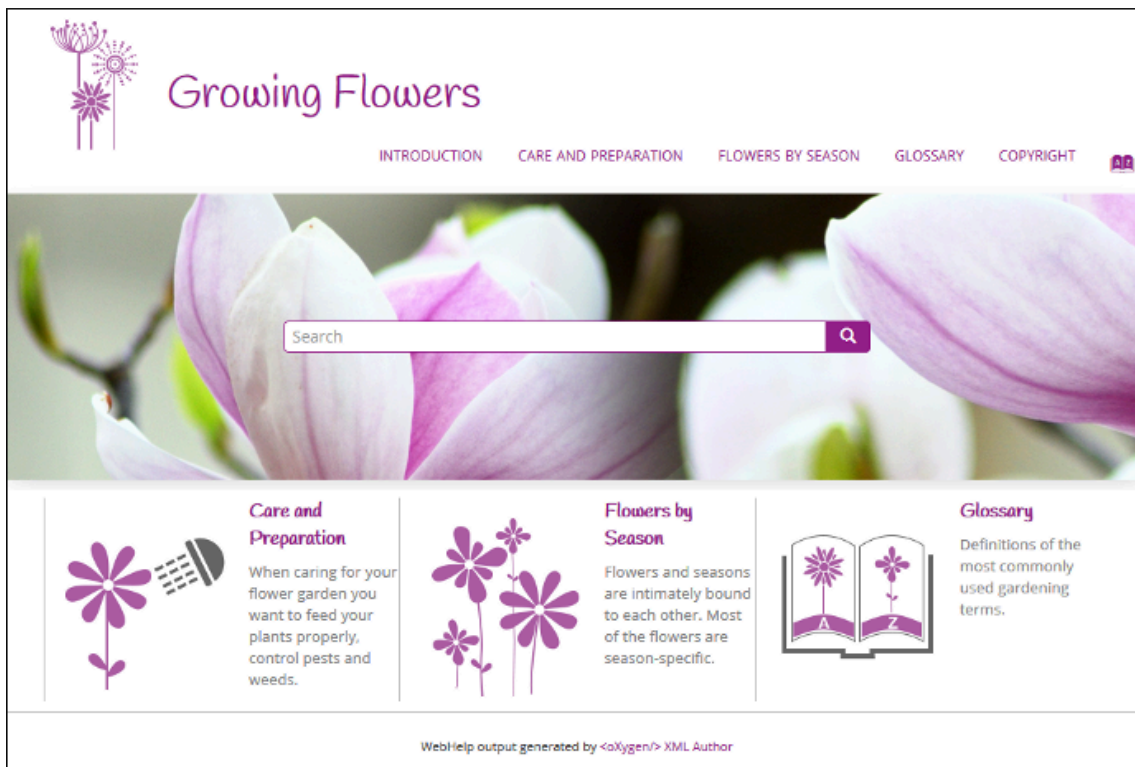 Growing Flowers
INTRODUCTION CARE AND PREPARATION FLOWERS BY SEASON GLOSSARY COPYRIGHT
A Z
Search
Care and
Preparation
When caring for your
flower garden you
want to feed your
plants properly,
control pests and
weeds.
Flowers by
Season
Flowers and seasons
are intimately bound
to each other. Most
of the flowers are
season-specific.
A Z
Glossary
Definitions of the
most commonly
used gardening
terms.
WebHelp output generated by <oXygen/> XML Author